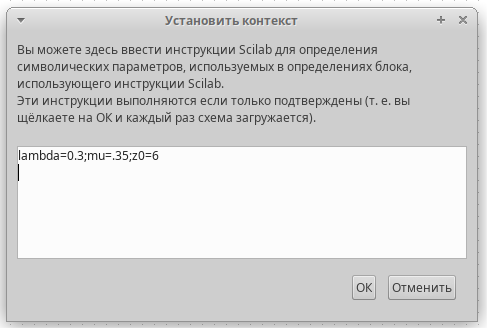 Установить контекст
Вы можете здесь ввести инструкции Scilab для определения
символических параметров, используемых в определениях блока,
использующего инструкции Scilab.
Эти инструкции выполняются если только подтверждены (т. е. вы
щёлкаете на ОК и каждый раз схема загружается).
lambda=0.3;mu=.35;z0=6
ОК Отменить